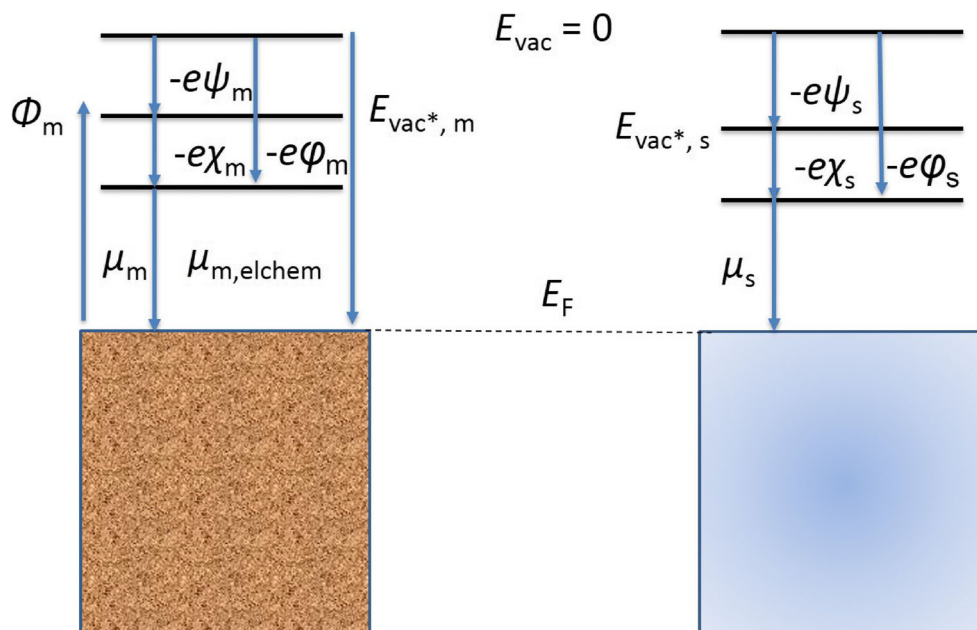 E_vac = 0
-eψ_m
-eψ_s
Φ_m
E_vac*, m
E_vac*, s
-eχ_m
-eφ_m
-eχ_s
-eφ_s
μ_m
μ_m,elchem
μ_s
E_F